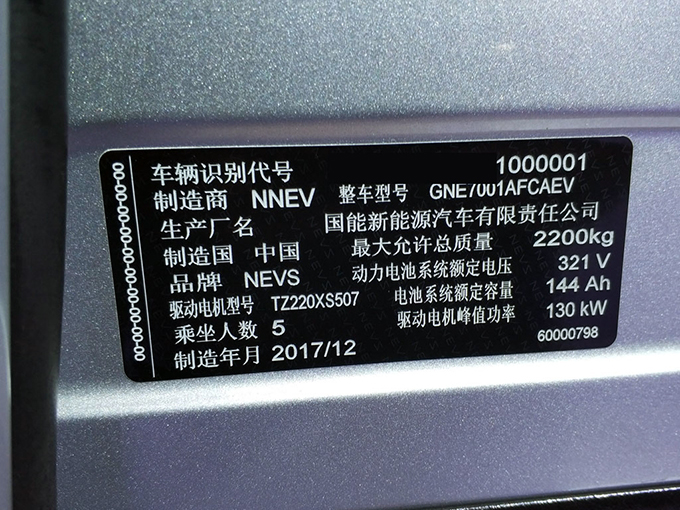 车辆识别代号 1000001
制造商 NNEV 整车型号 GNE7001AFCAEV
生产厂名 国能新能源汽车有限责任公司
制造国 中国 最大允许总质量 2200kg
品牌 NEVS 动力电池系统额定电压 321 V
驱动电机型号 TZ220XS507 电池系统额定容量 144 Ah
乘坐人数 5 驱动电机峰值功率 130 kW
制造年月 2017/12 60000798